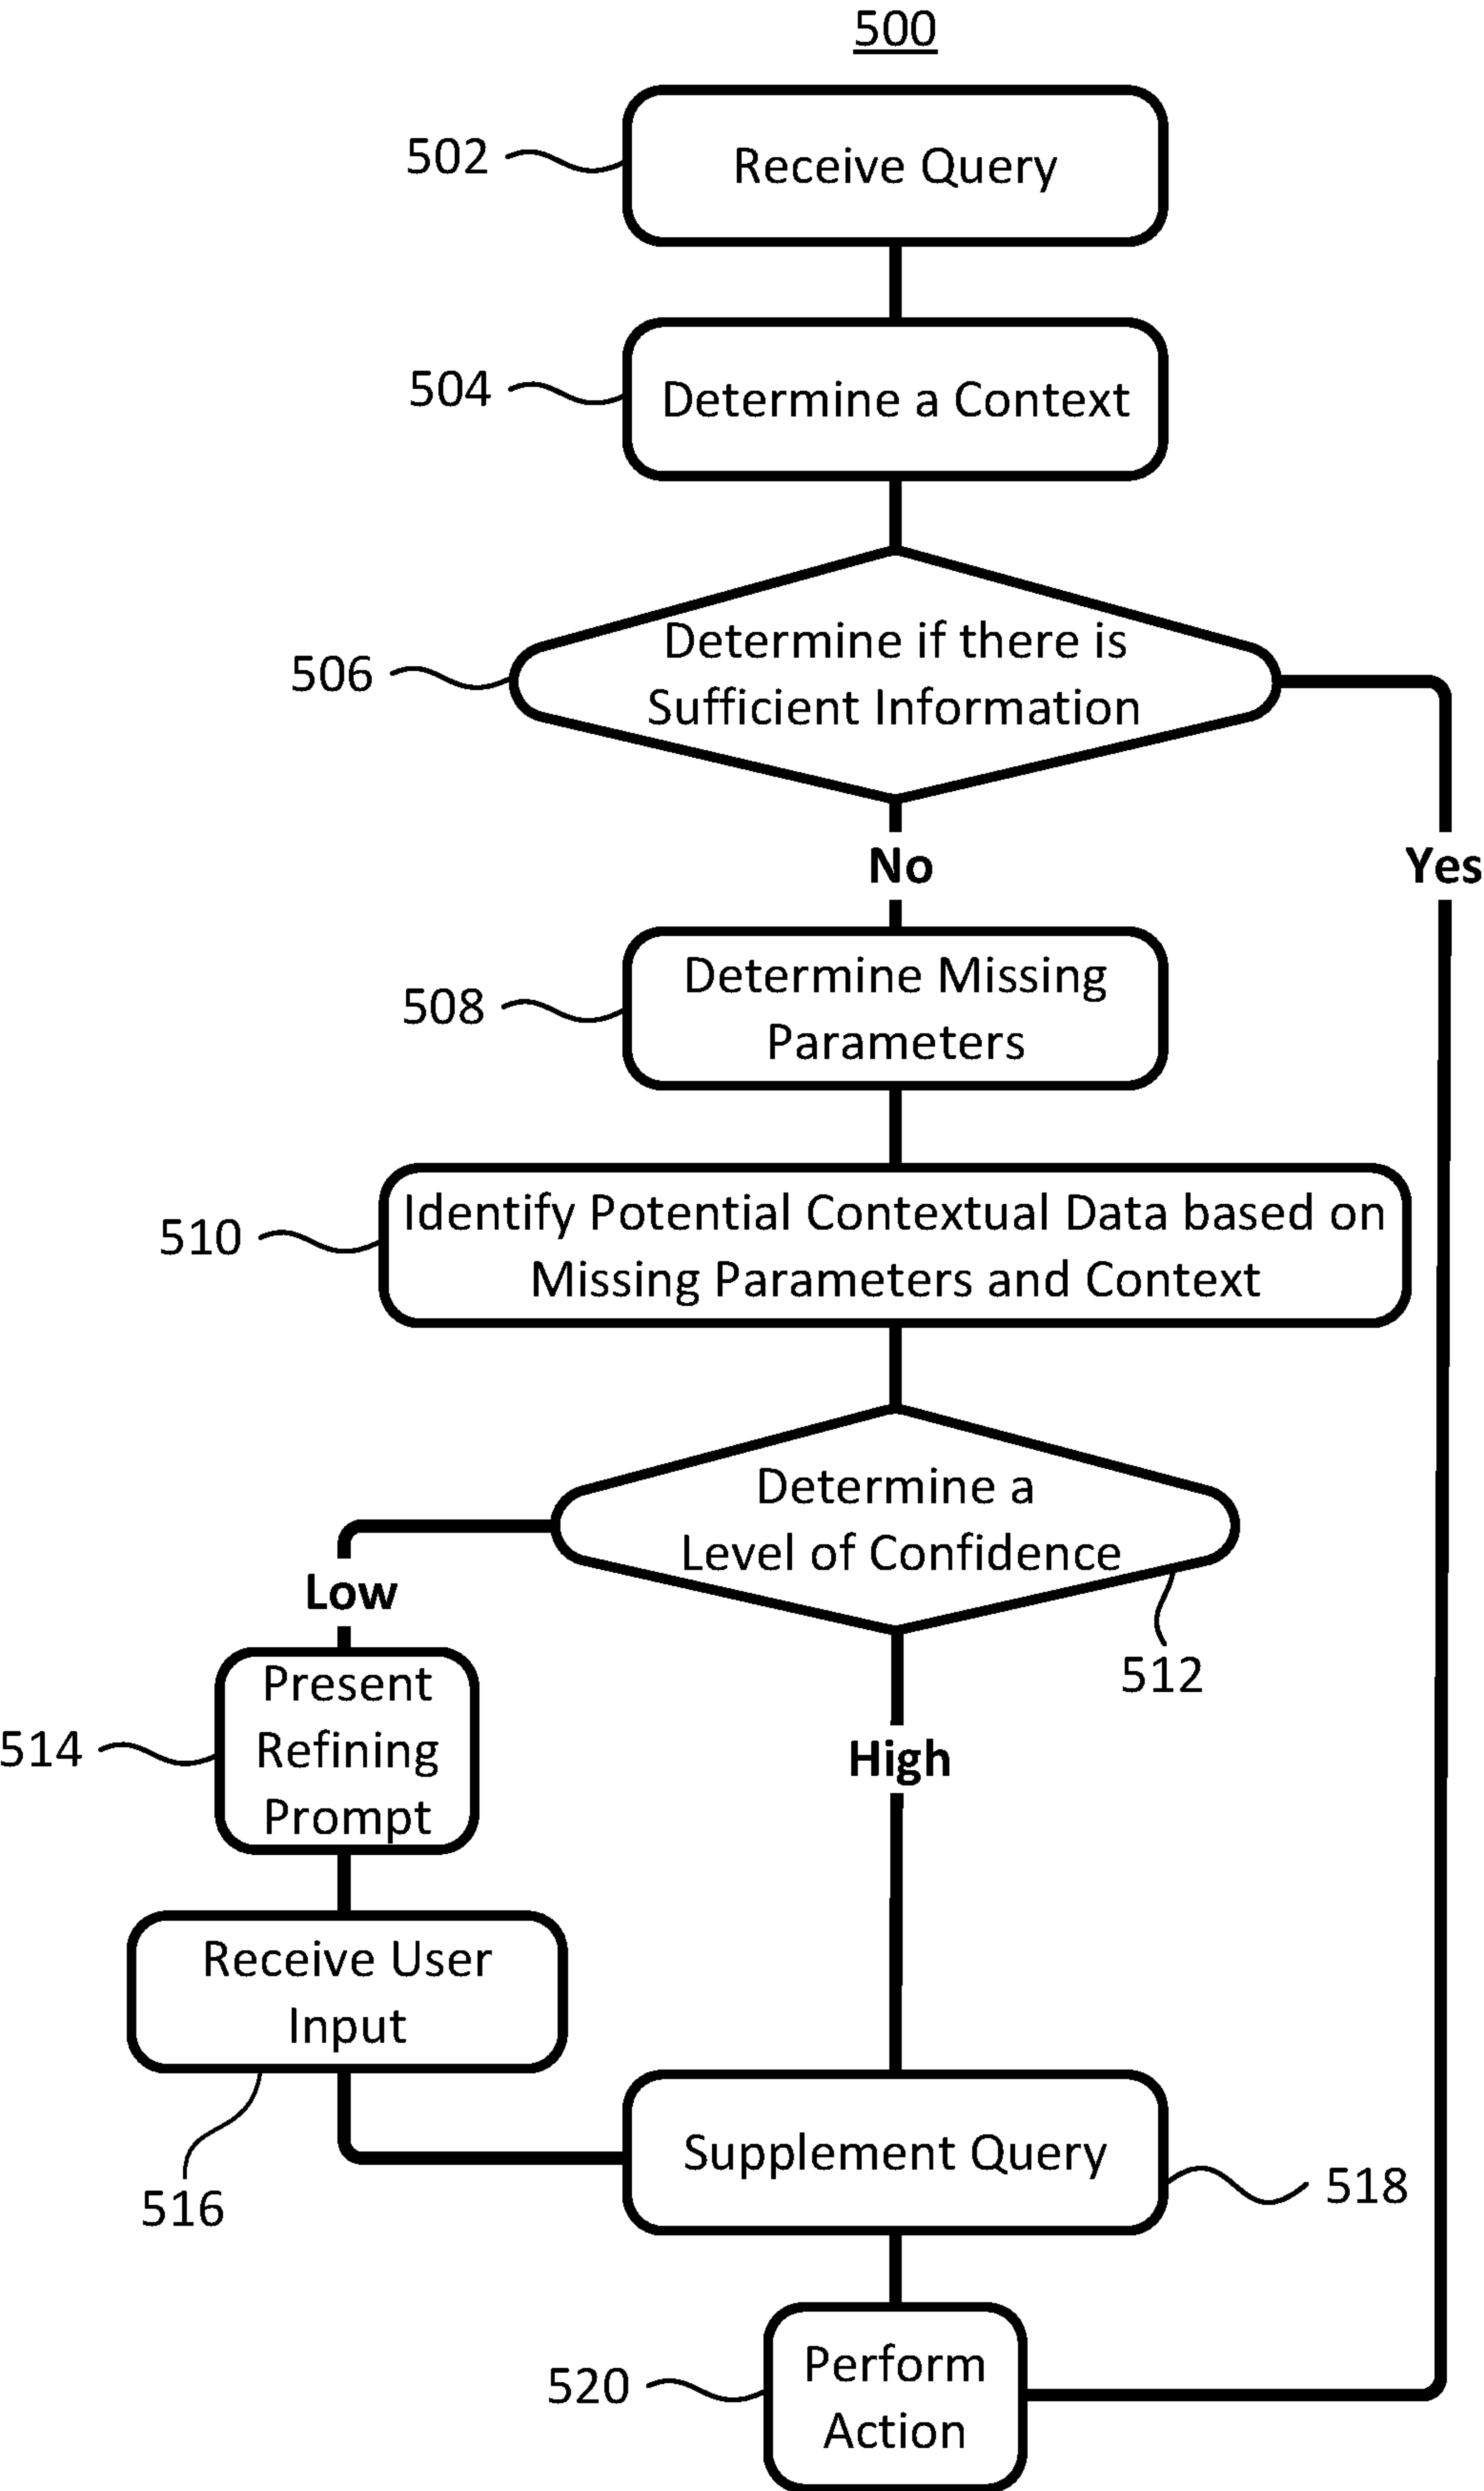 500
502
Receive Query
504
Determine a Context
506
Determine if there is
Sufficient Information
No
Yes
508
Determine Missing
Parameters
510
Identify Potential Contextual Data based on
Missing Parameters and Context
Determine a
Level of Confidence
512
Low
514
Present
Refining
Prompt
High
Receive User
Input
516
Supplement Query
518
520
Perform
Action